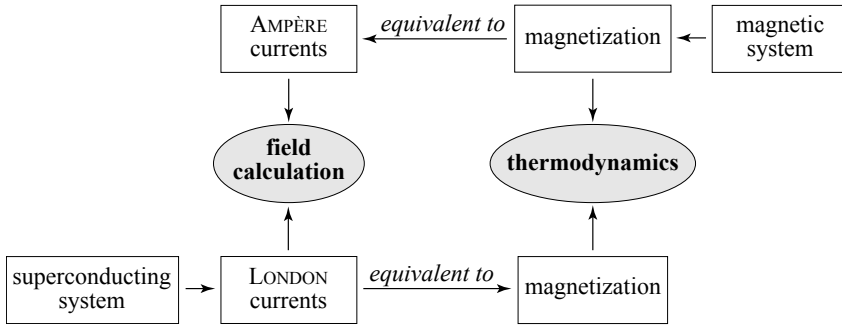 AMPÈRE
currents
equivalent to
magnetization
magnetic
system
field
calculation
thermodynamics
superconducting
system
LONDON
currents
equivalent to
magnetization